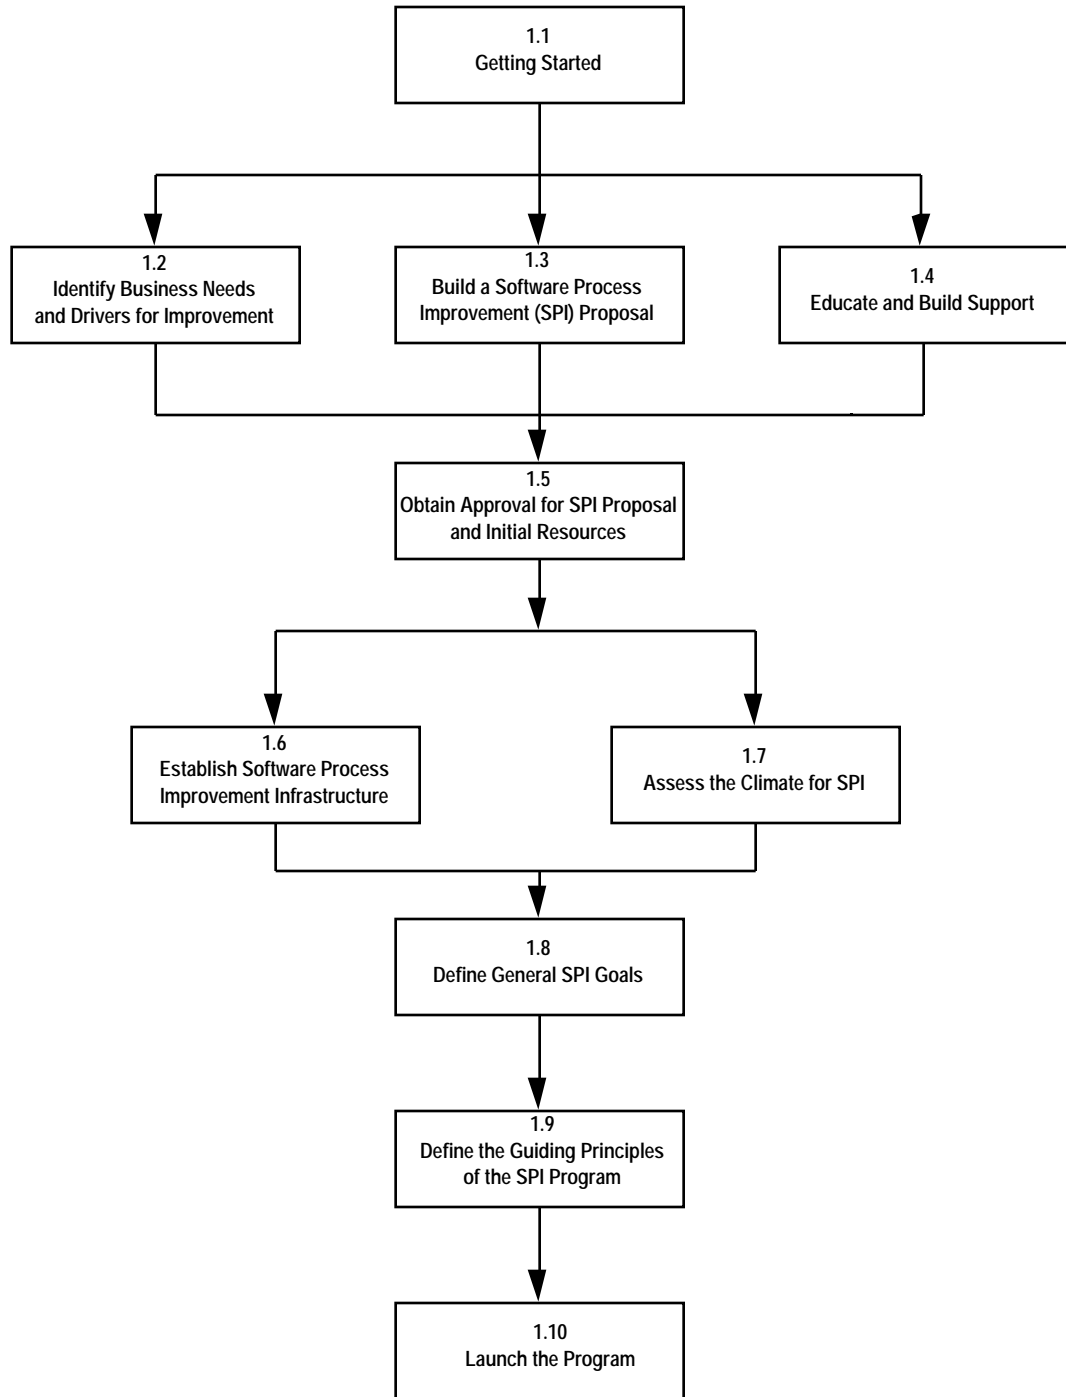 1.1
Getting Started
1.2
Identify Business Needs
and Drivers for Improvement
1.3
Build a Software Process
Improvement (SPI) Proposal
1.4
Educate and Build Support
1.5
Obtain Approval for SPI Proposal
and Initial Resources
1.6
Establish Software Process
Improvement Infrastructure
1.7
Assess the Climate for SPI
1.8
Define General SPI Goals
1.9
Define the Guiding Principles
of the SPI Program
1.10
Launch the Program